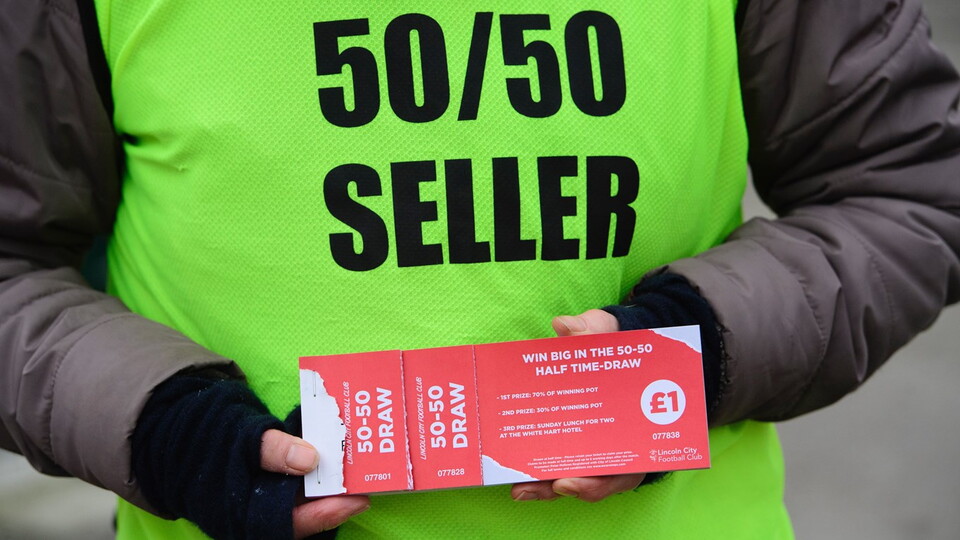 50/50
SELLER
LINCOLN CITY FOOTBALL CLUB
50-50
DRAW
077801
LINCOLN CITY FOOTBALL CLUB
50-50
DRAW
077828
WIN BIG IN THE 50-50
HALF TIME-DRAW
- 1ST PRIZE: 70% OF WINNING POT
- 2ND PRIZE: 30% OF WINNING POT
- 3RD PRIZE: SUNDAY LUNCH FOR TWO
AT THE WHITE HART HOTEL
£1
077838
Lincoln City
Football Club